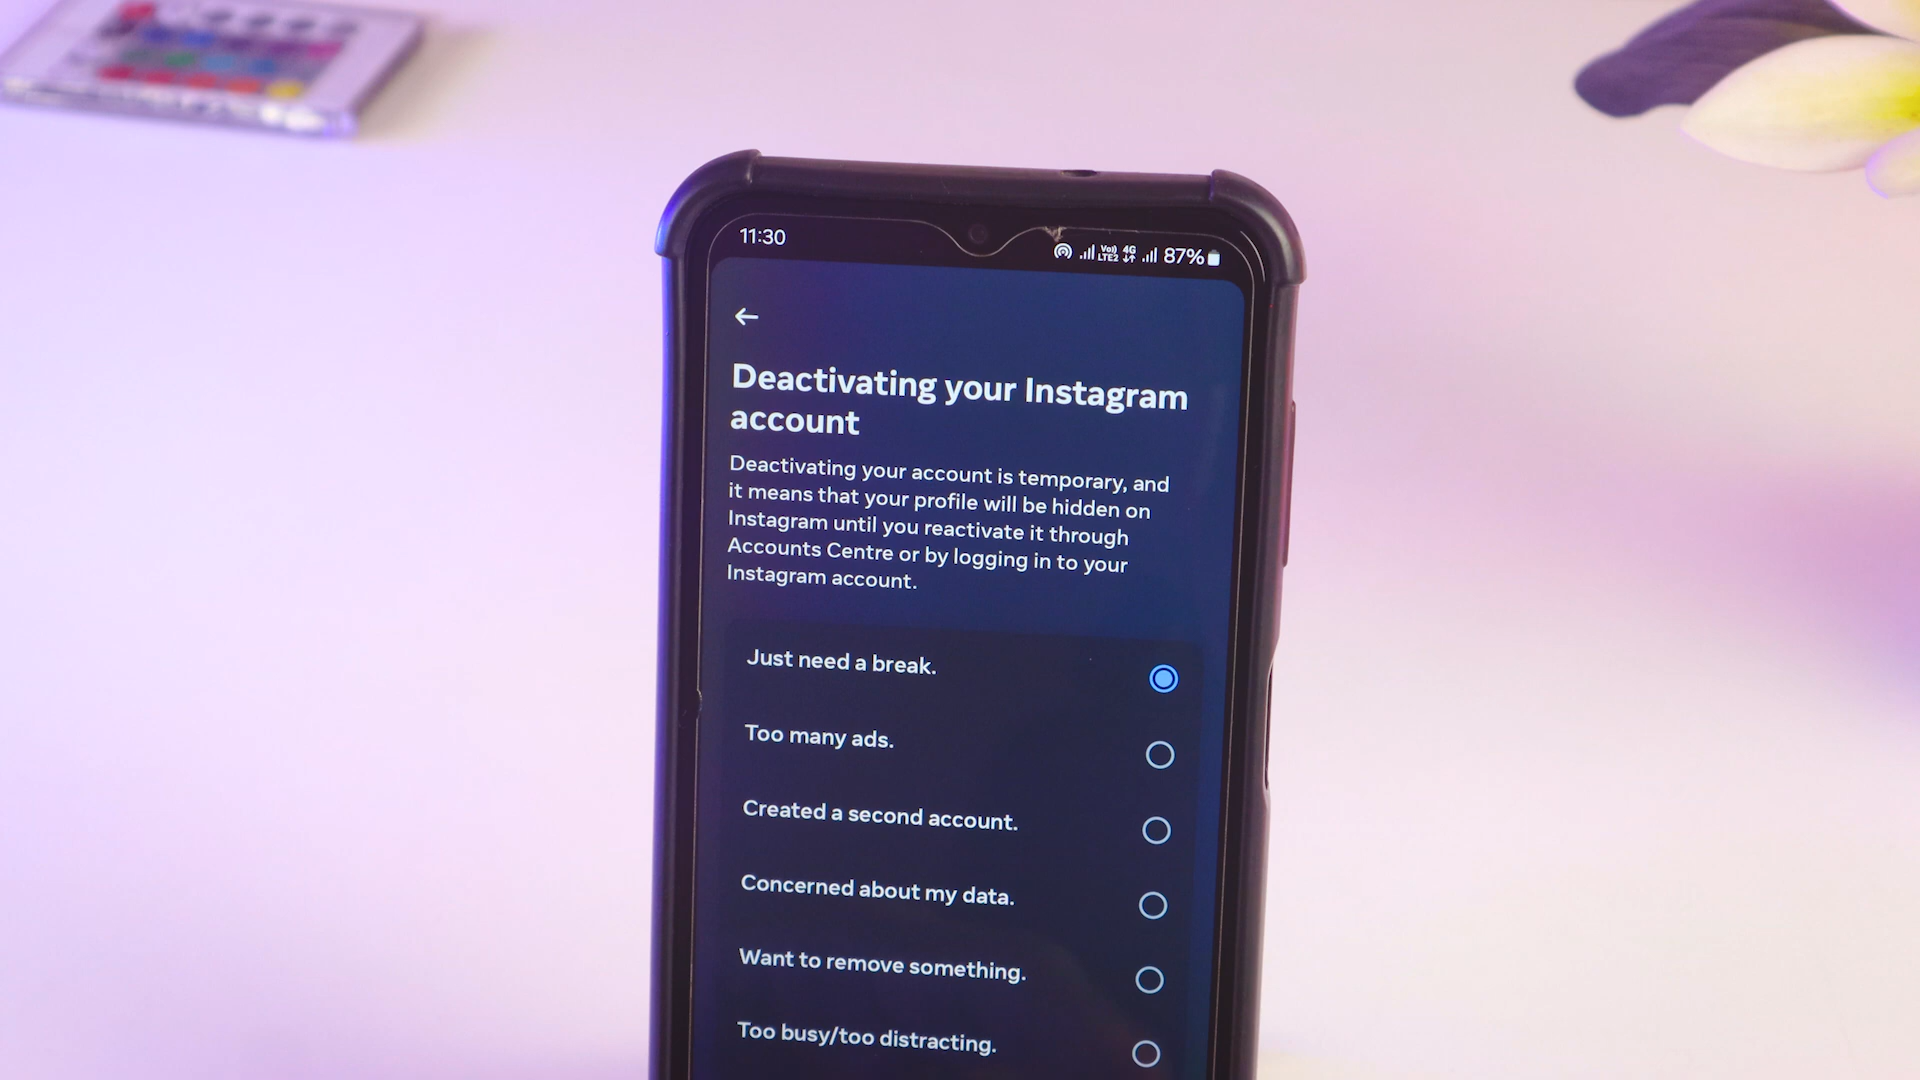 11:30
Vo)) 4G 87%
LTE2
Deactivating your Instagram
account
Deactivating your account is temporary, and
it means that your profile will be hidden on
Instagram until you reactivate it through
Accounts Centre or by logging in to your
Instagram account.
Just need a break.
Too many ads.
Created a second account.
Concerned about my data.
Want to remove something.
Too busy/too distracting.